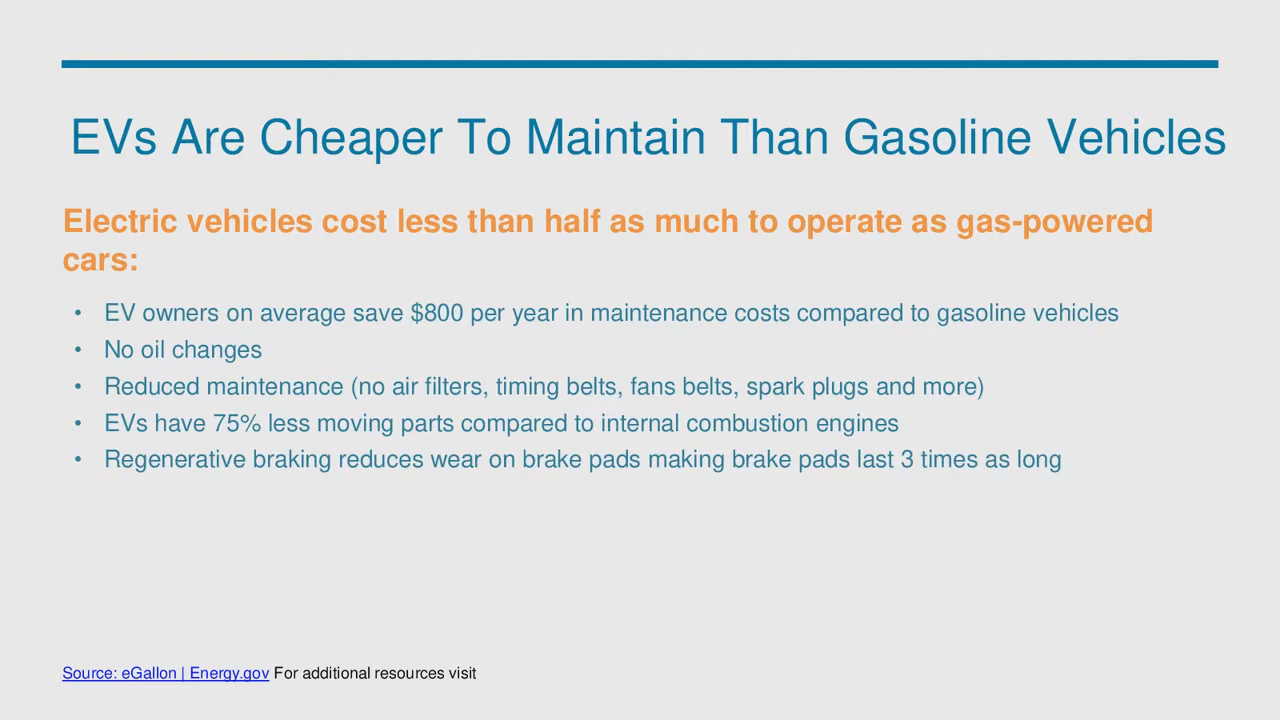 EVs Are Cheaper To Maintain Than Gasoline Vehicles
Electric vehicles cost less than half as much to operate as gas-powered
cars:
• EV owners on average save $800 per year in maintenance costs compared to gasoline vehicles
• No oil changes
• Reduced maintenance (no air filters, timing belts, fans belts, spark plugs and more)
• EVs have 75% less moving parts compared to internal combustion engines
• Regenerative braking reduces wear on brake pads making brake pads last 3 times as long
Source: eGallon | Energy.gov For additional resources visit